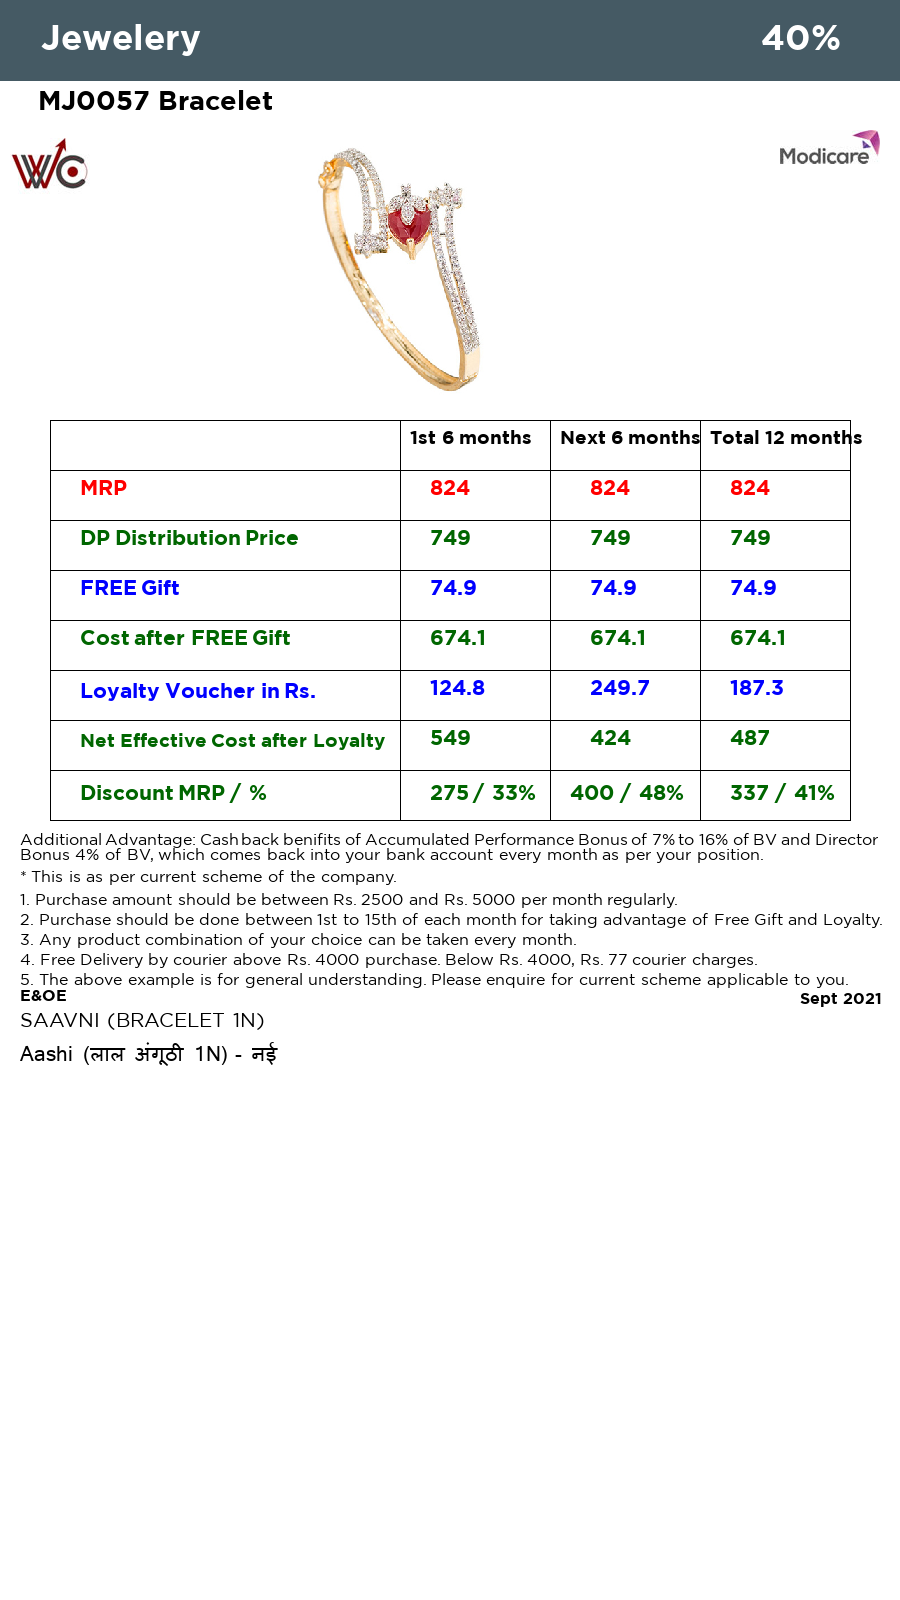 Jewelery 40%
MJ0057 Bracelet
WC
Modicare
1st 6 months Next 6 months Total 12 months
MRP 824 824 824
DP Distribution Price 749 749 749
FREE Gift 74.9 74.9 74.9
Cost after FREE Gift 674.1 674.1 674.1
Loyalty Voucher in Rs. 124.8 249.7 187.3
Net Effective Cost after Loyalty 549 424 487
Discount MRP / % 275 / 33% 400 / 48% 337 / 41%
Additional Advantage: Cashback benifits of Accumulated Performance Bonus of 7% to 16% of BV and Director
Bonus 4% of BV, which comes back into your bank account every month as per your position.
* This is as per current scheme of the company.
1. Purchase amount should be between Rs. 2500 and Rs. 5000 per month regularly.
2. Purchase should be done between 1st to 15th of each month for taking advantage of Free Gift and Loyalty.
3. Any product combination of your choice can be taken every month.
4. Free Delivery by courier above Rs. 4000 purchase. Below Rs. 4000, Rs. 77 courier charges.
5. The above example is for general understanding. Please enquire for current scheme applicable to you.
E&OE Sept 2021
SAAVNI (BRACELET 1N)
Aashi (लाल अंगूठी 1N) - नई